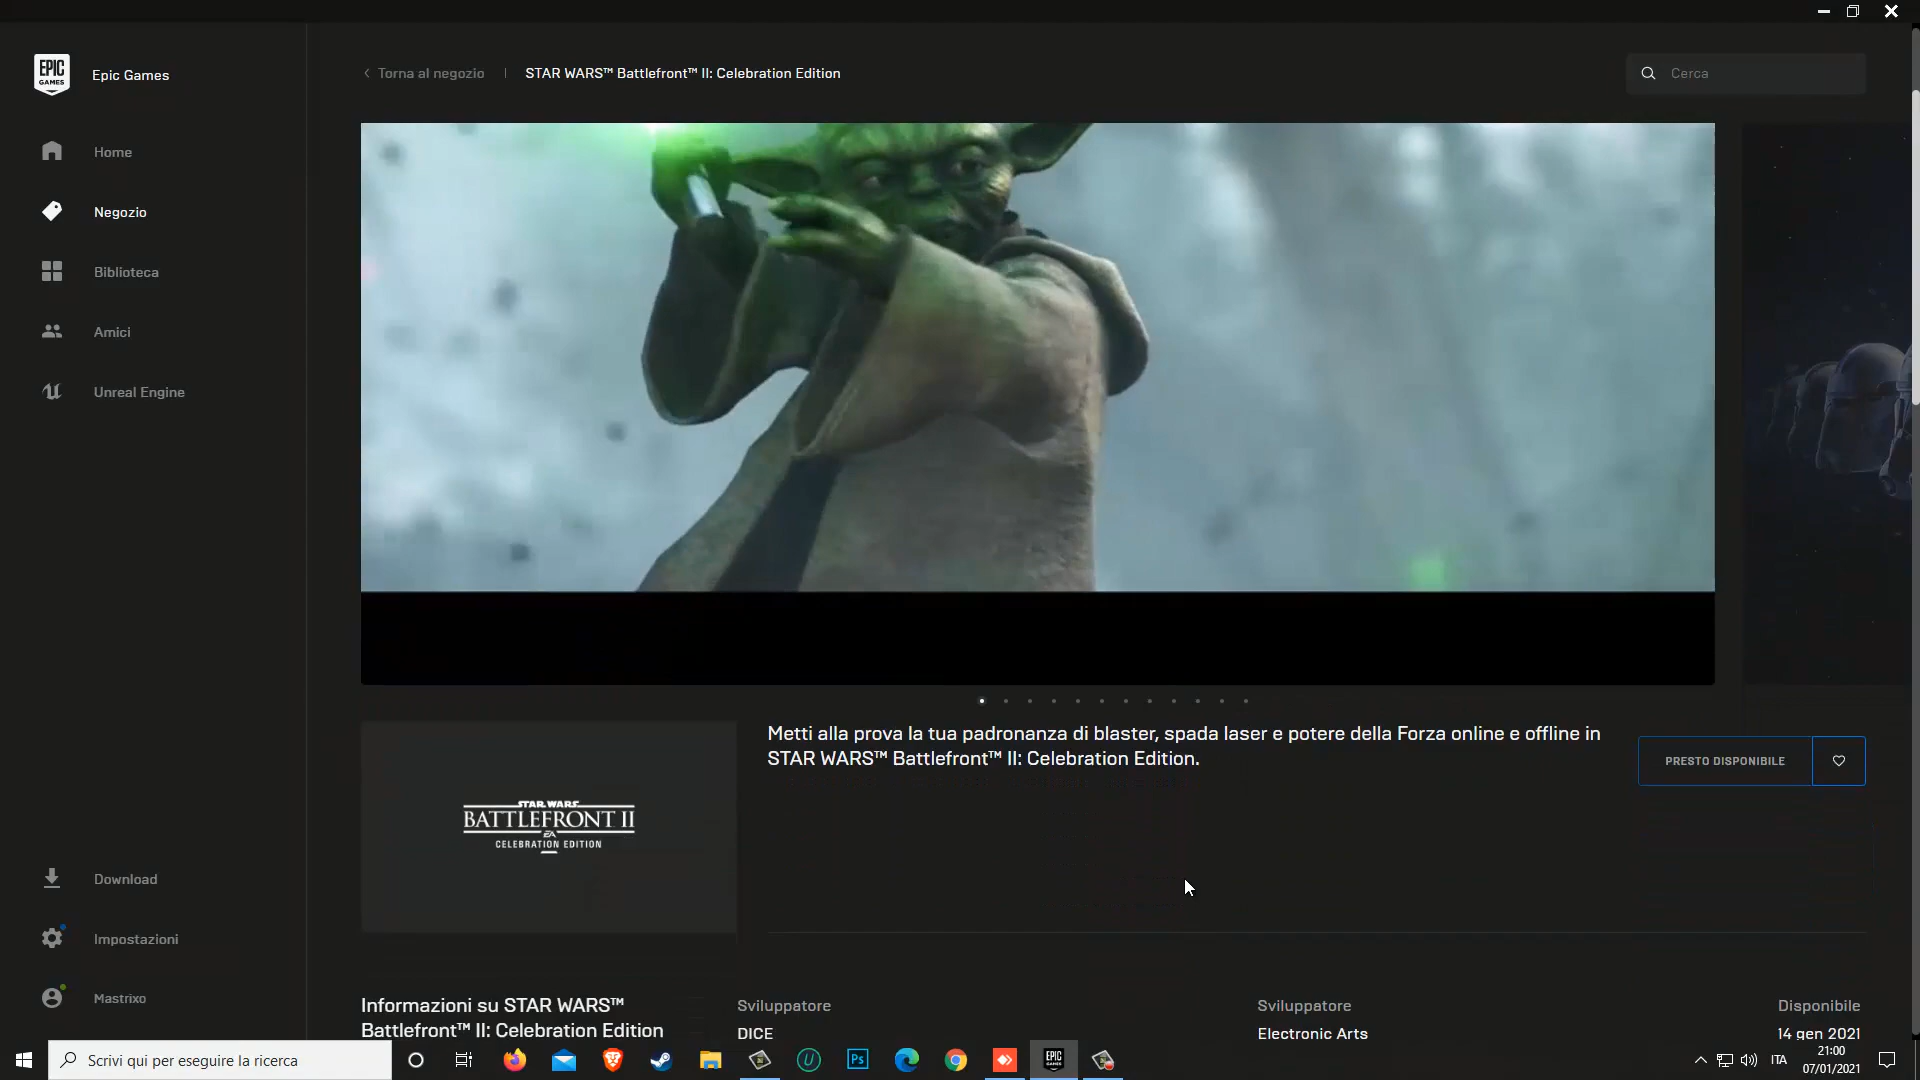 EPIC
GAMES
Epic Games
Torna al negozio
STAR WARS™ Battlefront™ II: Celebration Edition
Cerca
Home
Negozio
Biblioteca
Amici
Unreal Engine
Download
Impostazioni
Mastrixo
STAR WARS
BATTLEFRONT II
EA
CELEBRATION EDITION
Metti alla prova la tua padronanza di blaster, spada laser e potere della Forza online e offline in
STAR WARS™ Battlefront™ II: Celebration Edition.
PRESTO DISPONIBILE
Informazioni su STAR WARS™
Battlefront™ II: Celebration Edition
Sviluppatore
DICE
Sviluppatore
Electronic Arts
Disponibile
14 gen 2021
Scrivi qui per eseguire la ricerca
Ps
EPIC
GAMES
ITA
21:00
07/01/2021